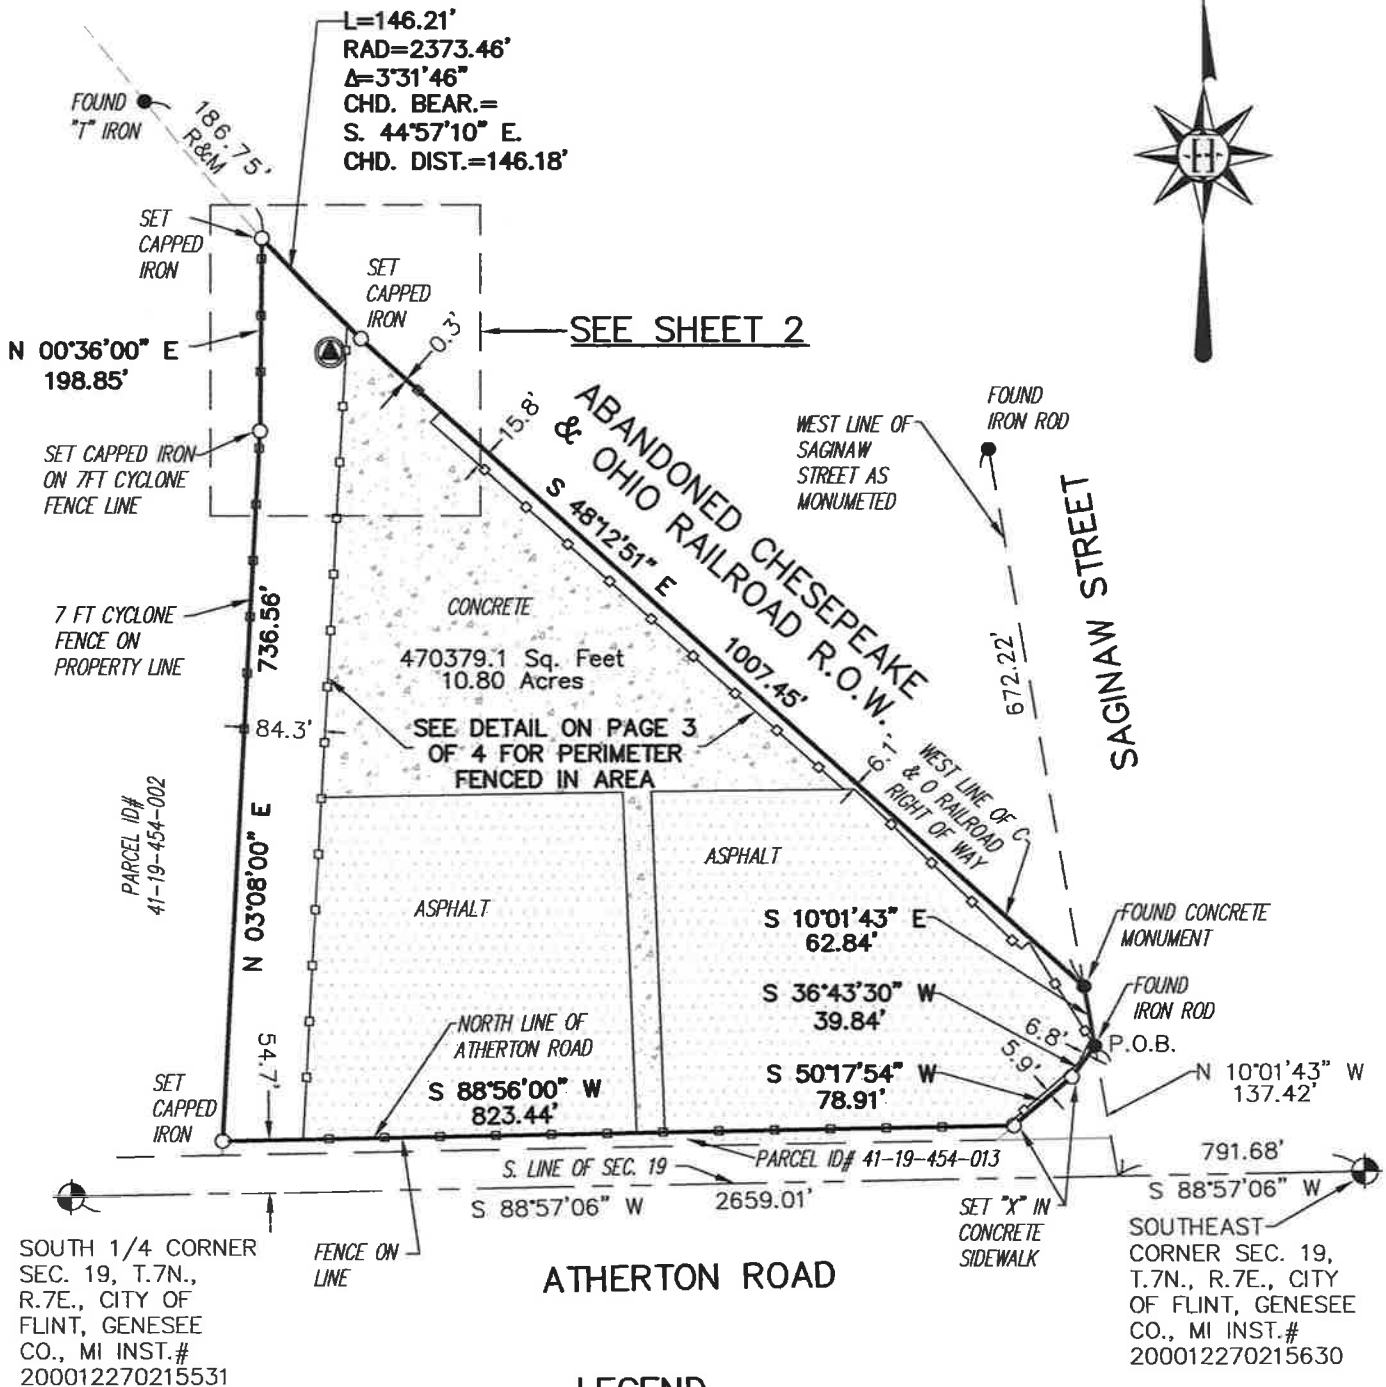 L=146.21'
RAD=2373.46'
Δ=3°31'46"
CHD. BEAR.=
S. 44°57'10" E.
CHD. DIST.=146.18'
FOUND
"T" IRON
186.75'
R&M
H
SET
CAPPED
IRON
SET
CAPPED
IRON
0.3'
SEE SHEET 2
N 00°36'00" E
198.85'
15.8'
ABANDONED CHESEPEAKE
& OHIO RAILROAD R.O.W.
FOUND
IRON ROD
WEST LINE OF
SAGINAW
STREET AS
MONUMETED
SET CAPPED IRON
ON 7FT CYCLONE
FENCE LINE
S 48°12'51" E
1007.45'
SAGINAW STREET
672.22'
7 FT CYCLONE
FENCE ON
PROPERTY LINE
736.56'
N 03°08'00" E
CONCRETE
470379.1 Sq. Feet
10.80 Acres
84.3'
SEE DETAIL ON PAGE 3
OF 4 FOR PERIMETER
FENCED IN AREA
6.1'
WEST LINE OF C
& O RAILROAD
RIGHT OF WAY
PARCEL ID#
41-19-454-002
ASPHALT
ASPHALT
S 10°01'43" E
62.84'
FOUND CONCRETE
MONUMENT
S 36°43'30" W
39.84'
FOUND
IRON ROD
6.8'
P.O.B.
5.9'
NORTH LINE OF
ATHERTON ROAD
54.7'
S 50°17'54" W
78.91'
N 10°01'43" W
137.42'
SET
CAPPED
IRON
S 88°56'00" W
823.44'
S. LINE OF SEC. 19
PARCEL ID# 41-19-454-013
791.68'
S 88°57'06" W
S 88°57'06" W 2659.01'
SET "X" IN
CONCRETE
SIDEWALK
SOUTH 1/4 CORNER
SEC. 19, T.7N.,
R.7E., CITY OF
FLINT, GENESEE
CO., MI INST.#
200012270215531
FENCE ON
LINE
ATHERTON ROAD
SOUTHEAST
CORNER SEC. 19,
T.7N., R.7E., CITY
OF FLINT, GENESEE
CO., MI INST.#
200012270215630
LEGEND